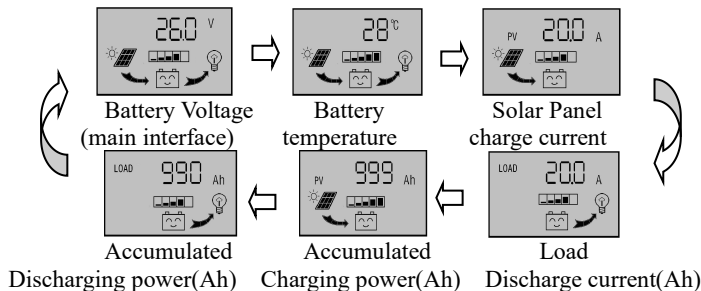 26.0 V
28 ℃
PV 20.0 A
Battery Voltage
(main interface)
Battery
temperature
Solar Panel
charge current
LOAD 990 Ah
PV 999 Ah
LOAD 20.0 A
Accumulated
Discharging power(Ah)
Accumulated
Charging power(Ah)
Load
Discharge current(Ah)